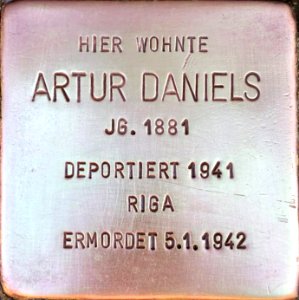 HIER WOHNTE
ARTUR DANIELS
JG. 1881
DEPORTIERT 1941
RIGA
ERMORDET 5.1.1942